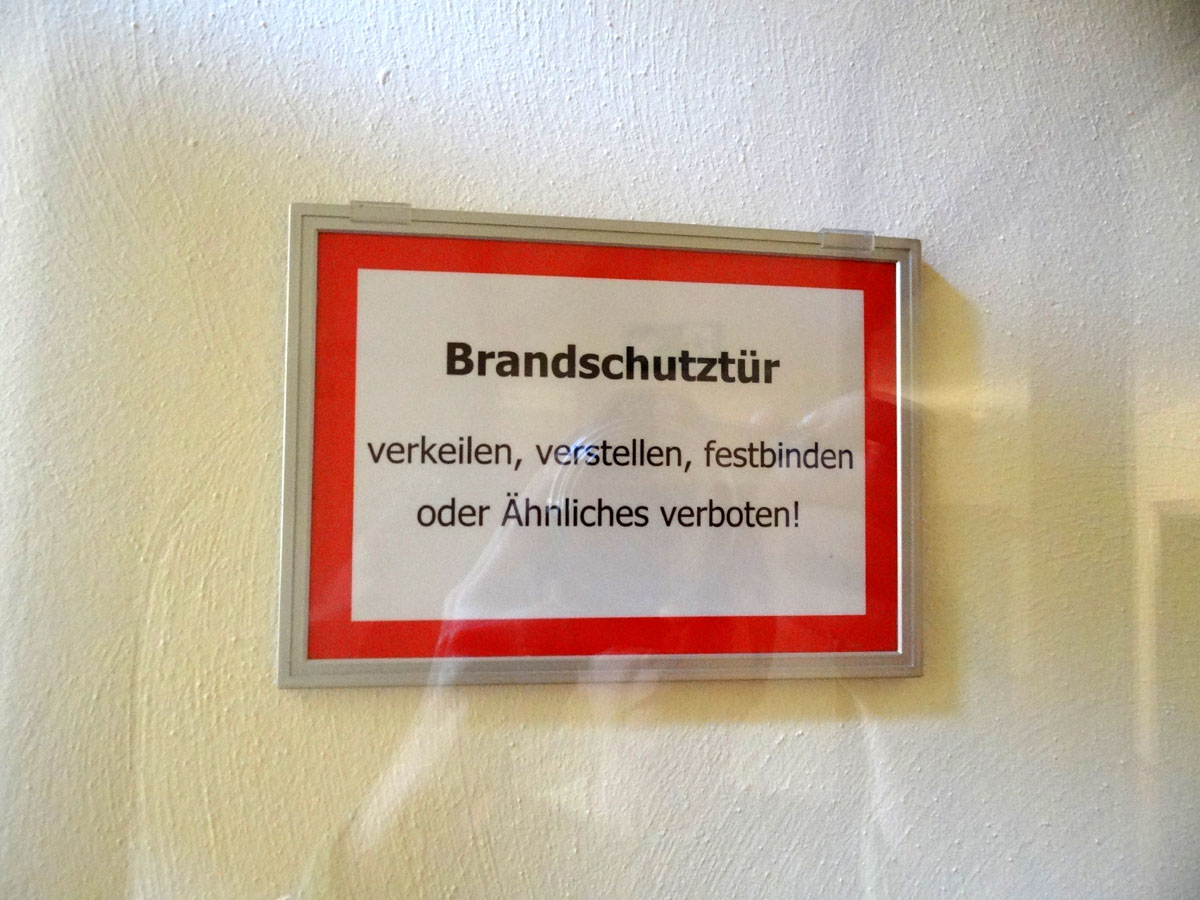 Brandschutztür
verkeilen, verstellen, festbinden
oder Ähnliches verboten!